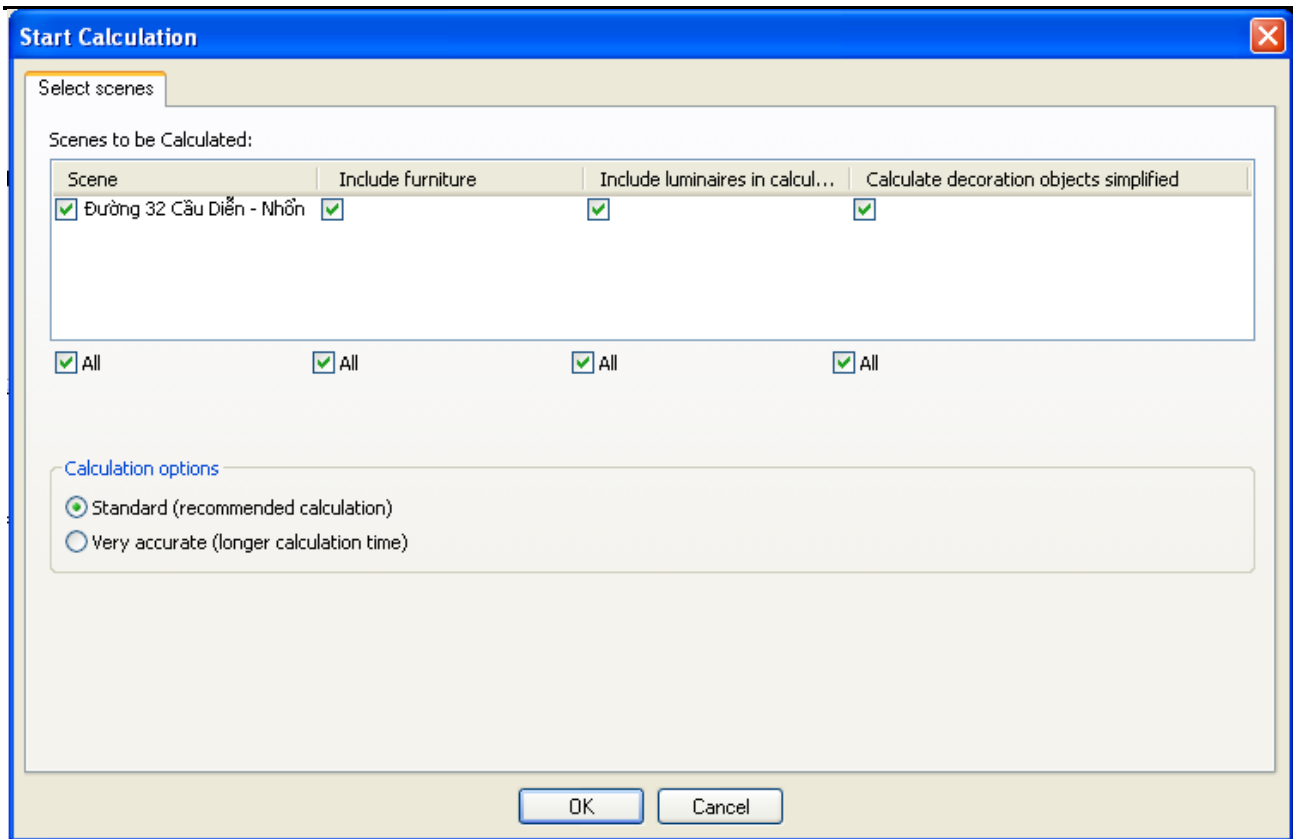 Start Calculation
Select scenes
Scenes to be Calculated:
Scene Include furniture Include luminaires in calcul... Calculate decoration objects simplified
Đường 32 Cầu Diễn - Nhổn
All All All All
Calculation options
Standard (recommended calculation)
Very accurate (longer calculation time)
OK Cancel